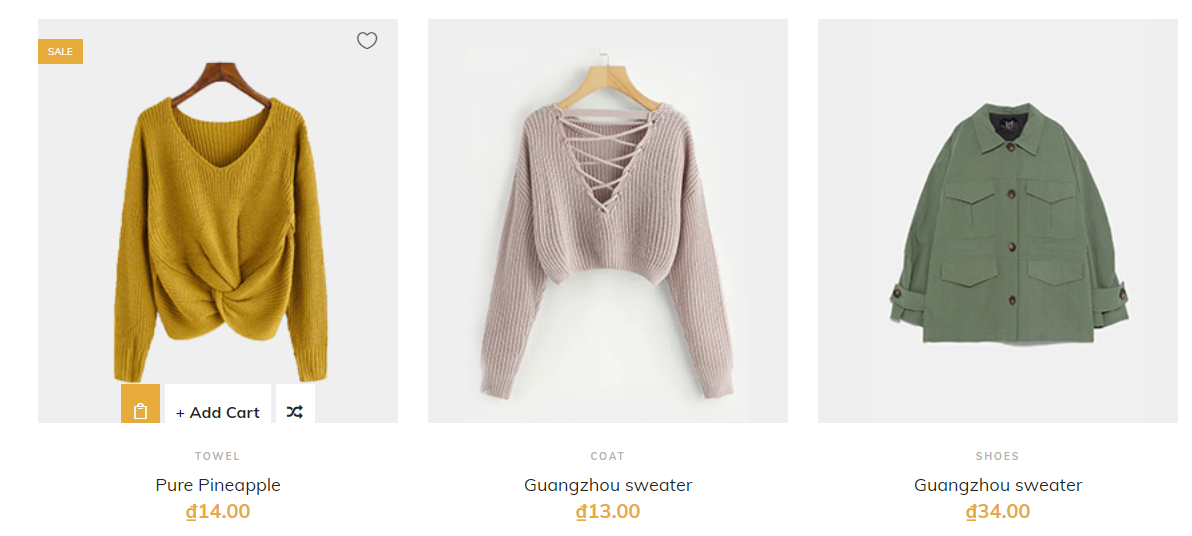 SALE
+ Add Cart
TOWEL
Pure Pineapple
₫14.00
COAT
Guangzhou sweater
₫13.00
SHOES
Guangzhou sweater
₫34.00